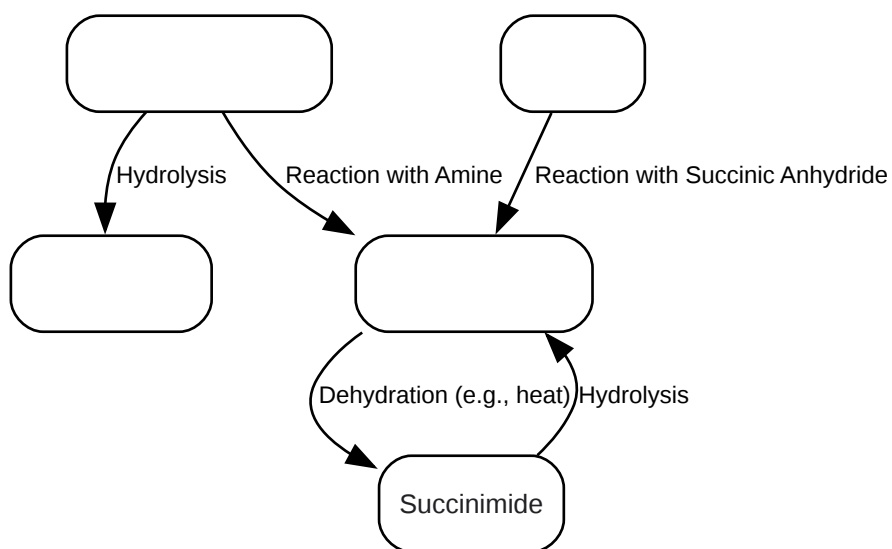 Hydrolysis
Reaction with Amine
Reaction with Succinic Anhydride
Dehydration (e.g., heat)
Hydrolysis
Succinimide